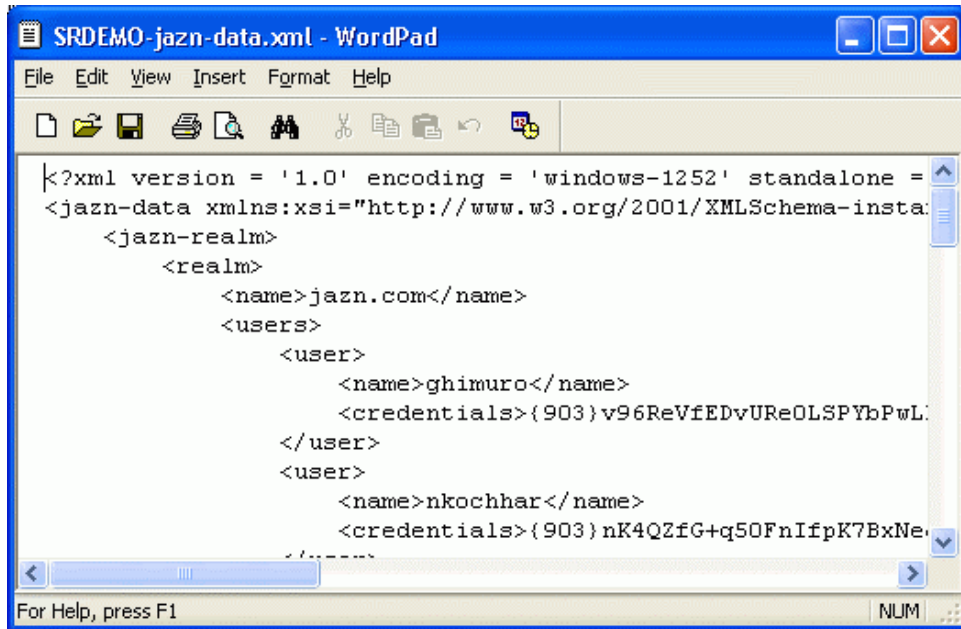 SRDEMO-jazn-data.xml - WordPad
File Edit View Insert Format Help
<?xml version = '1.0' encoding = 'windows-1252' standalone =
<jazn-data xmlns:xsi="http://www.w3.org/2001/XMLSchema-insta
<jazn-realm>
<realm>
<name>jazn.com</name>
<users>
<user>
<name>ghimuro</name>
<credentials>{903}v96ReVfEDvUReOLSPYbPwL
</user>
<user>
<name>nkochhar</name>
<credentials>{903}nK4QZfG+q50FnIfpK7BxNe
For Help, press F1
NUM